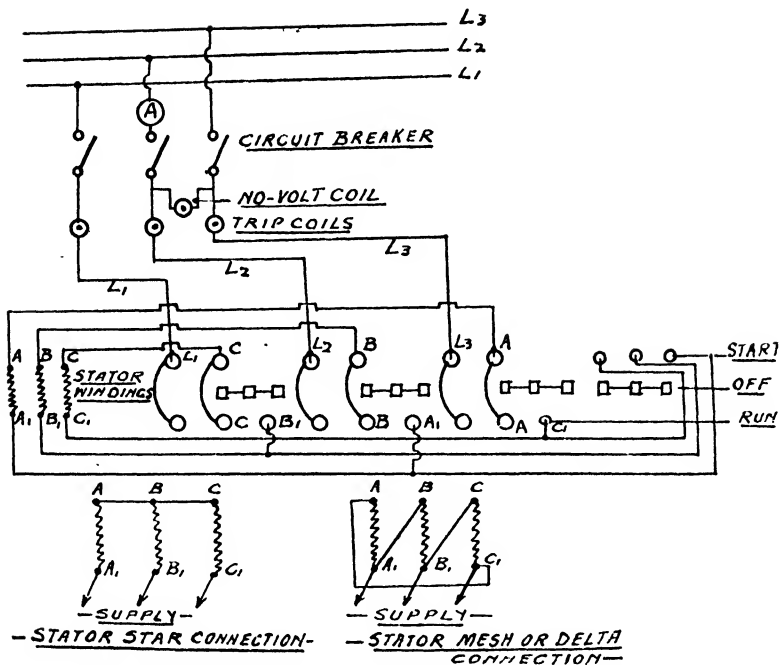 L3
L2
L1
A
CIRCUIT BREAKER
NO-VOLT COIL
TRIP COILS
L3
L2
L1
A B C
STATOR
WINDINGS
A1 B1 C1
L1 C L2 B L3 A
START
OFF
RUN
C B1 B A1 A C1
A B C
A1 B1 C1
- SUPPLY -
- STATOR STAR CONNECTION -
A B C
A1 B1 C1
- SUPPLY -
- STATOR MESH OR DELTA
CONNECTION -